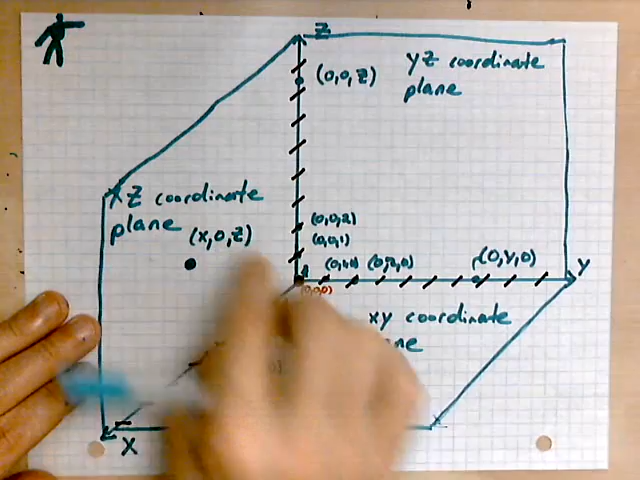 Z
(0,0,Z)
YZ coordinate
plane
XZ coordinate
plane
(X,0,Z)
(0,0,2)
(0,0,1)
(0,1,0) (0,2,0)
(0,Y,0)
Y
(0,0,0)
xy coordinate
X